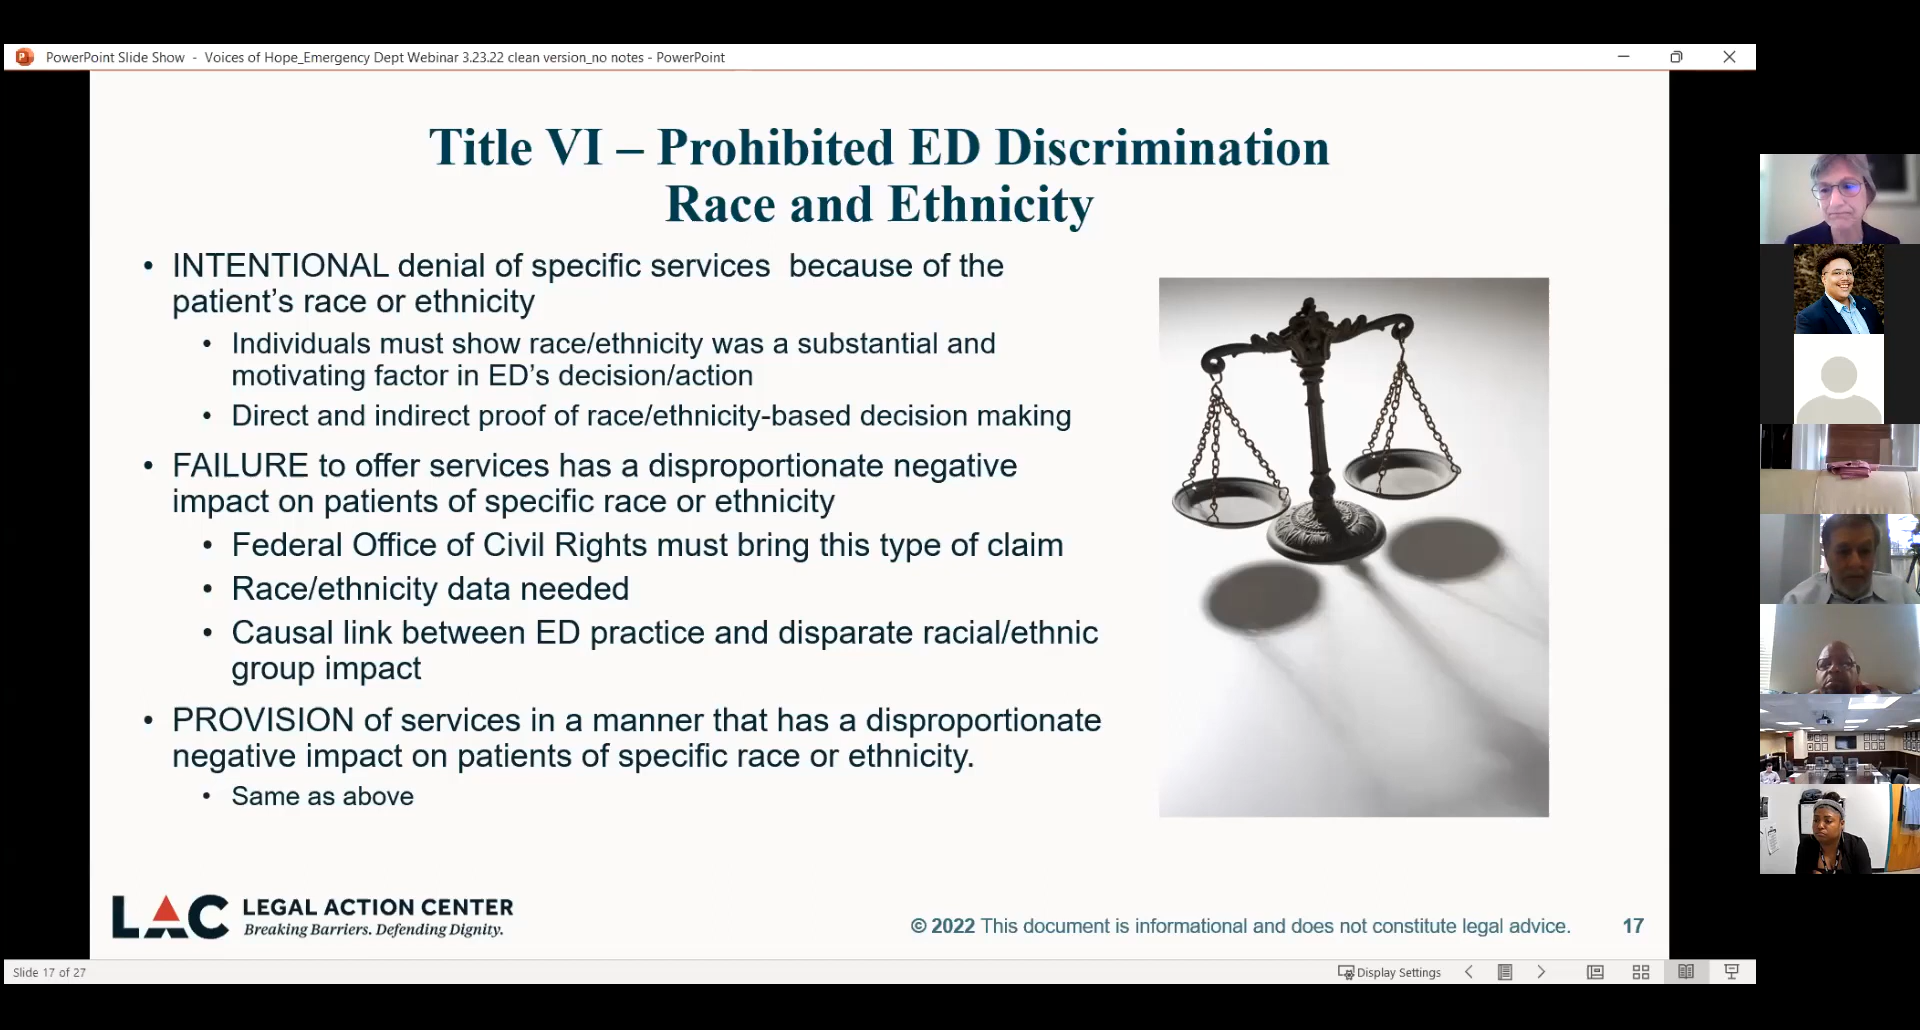 PowerPoint Slide Show - Voices of Hope_Emergency Dept Webinar 3.23.22 clean version_no notes - PowerPoint
Title VI – Prohibited ED Discrimination
Race and Ethnicity
• INTENTIONAL denial of specific services because of the
patient's race or ethnicity
• Individuals must show race/ethnicity was a substantial and
motivating factor in ED's decision/action
• Direct and indirect proof of race/ethnicity-based decision making
• FAILURE to offer services has a disproportionate negative
impact on patients of specific race or ethnicity
• Federal Office of Civil Rights must bring this type of claim
• Race/ethnicity data needed
• Causal link between ED practice and disparate racial/ethnic
group impact
• PROVISION of services in a manner that has a disproportionate
negative impact on patients of specific race or ethnicity.
• Same as above
LAC LEGAL ACTION CENTER
Breaking Barriers. Defending Dignity.
© 2022 This document is informational and does not constitute legal advice. 17
Slide 17 of 27
Display Settings